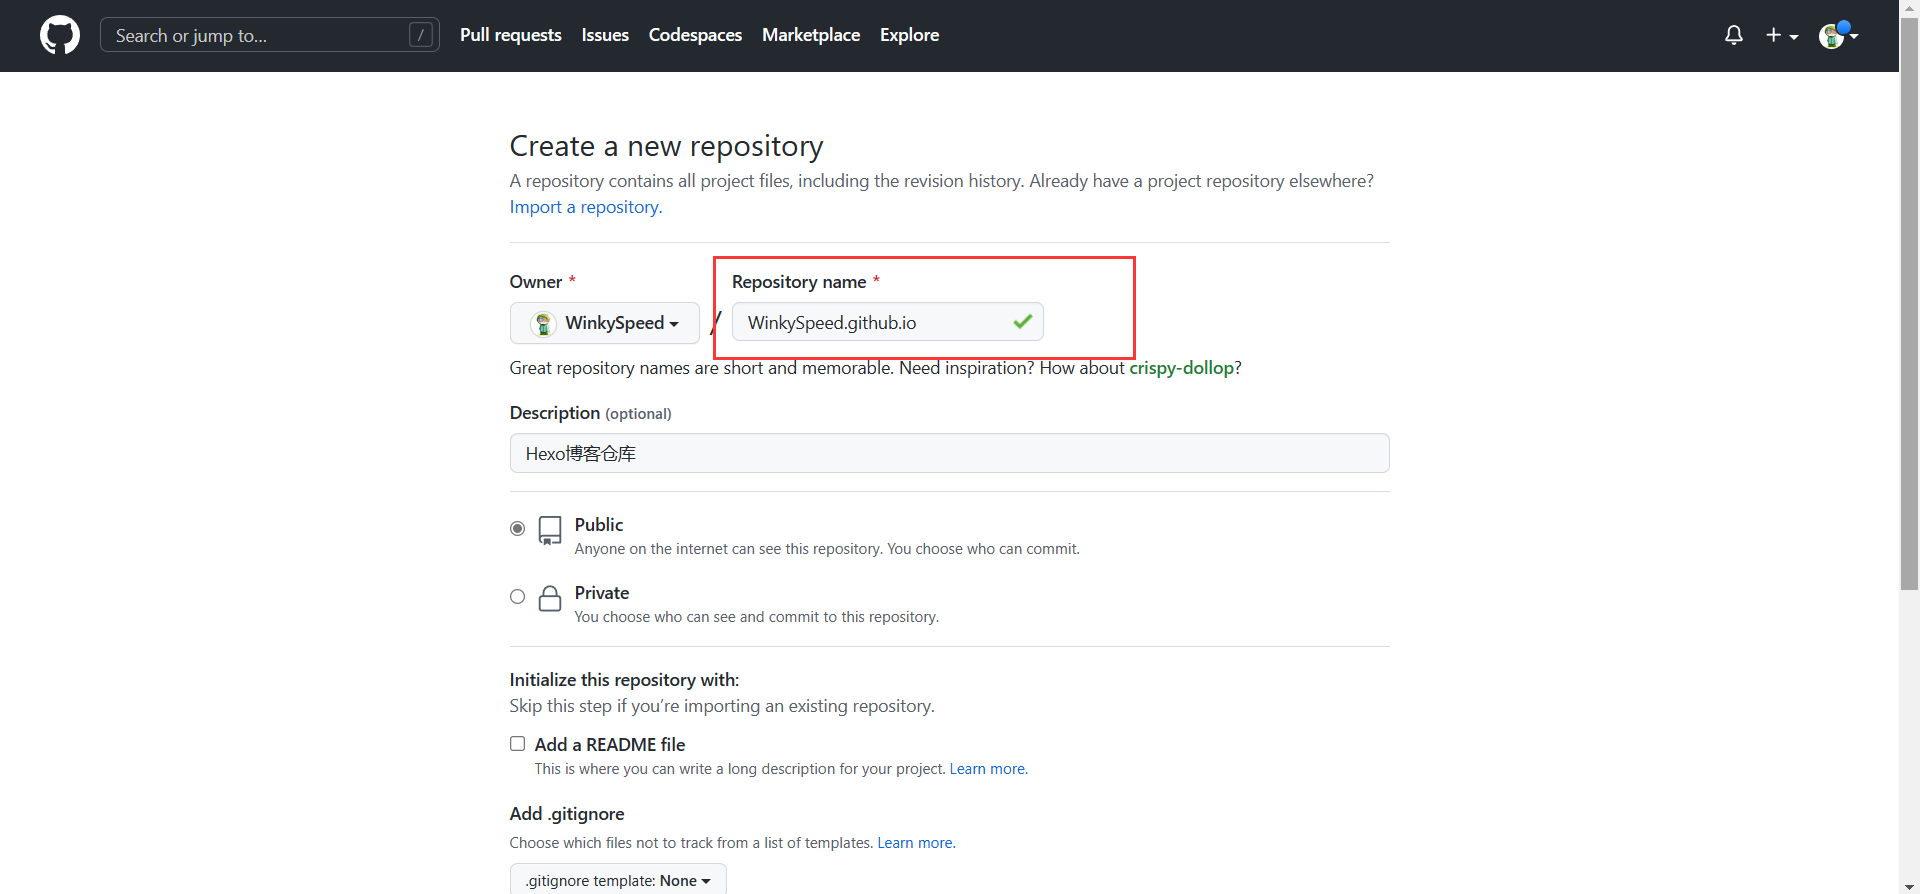 Search or jump to... /
Pull requests Issues Codespaces Marketplace Explore
Create a new repository
A repository contains all project files, including the revision history. Already have a project repository elsewhere?
Import a repository.
Owner * Repository name *
WinkySpeed / WinkySpeed.github.io
Great repository names are short and memorable. Need inspiration? How about crispy-dollop?
Description (optional)
Hexo博客仓库
Public
Anyone on the internet can see this repository. You choose who can commit.
Private
You choose who can see and commit to this repository.
Initialize this repository with:
Skip this step if you’re importing an existing repository.
Add a README file
This is where you can write a long description for your project. Learn more.
Add .gitignore
Choose which files not to track from a list of templates. Learn more.
.gitignore template: None